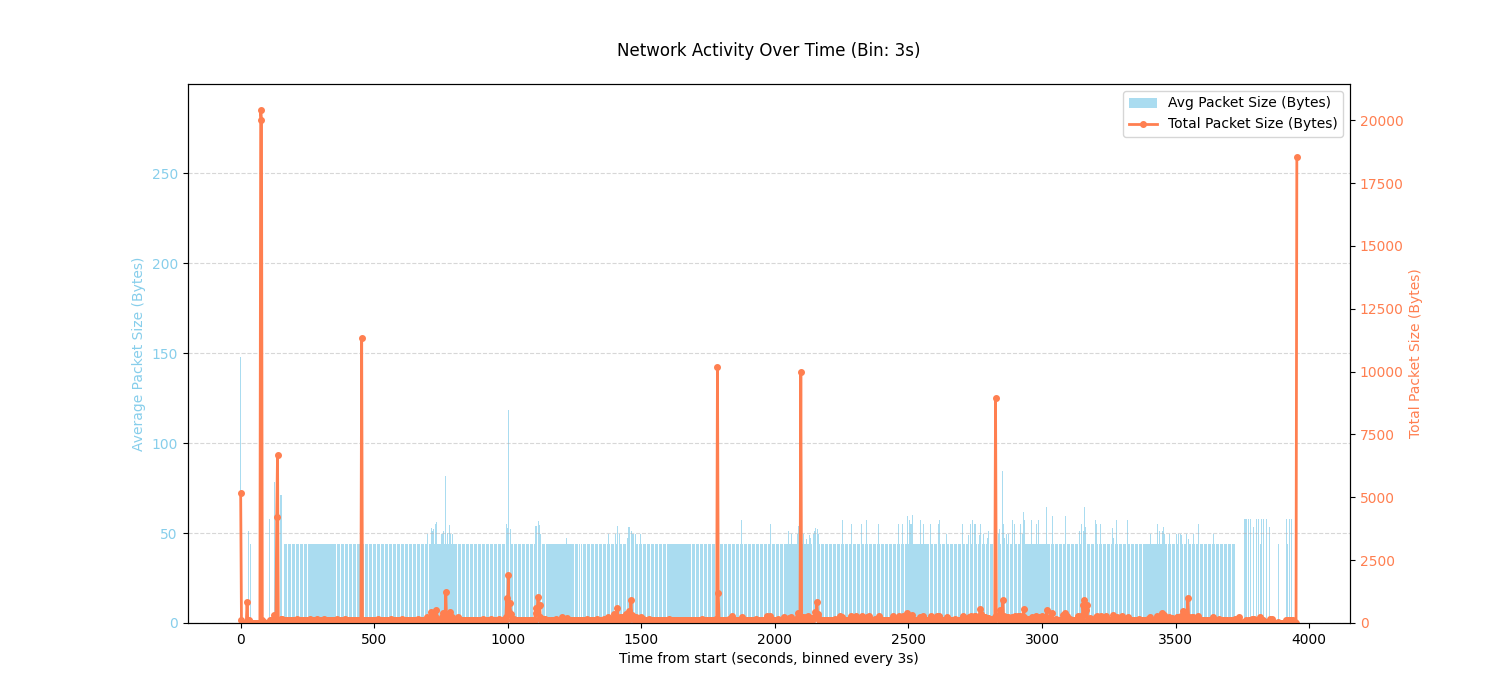 Network Activity Over Time (Bin: 3s)
Avg Packet Size (Bytes)
Total Packet Size (Bytes)
Average Packet Size (Bytes)
250
200
150
100
50
0
20000
17500
15000
12500
10000
7500
5000
2500
0
Total Packet Size (Bytes)
0 500 1000 1500 2000 2500 3000 3500 4000
Time from start (seconds, binned every 3s)